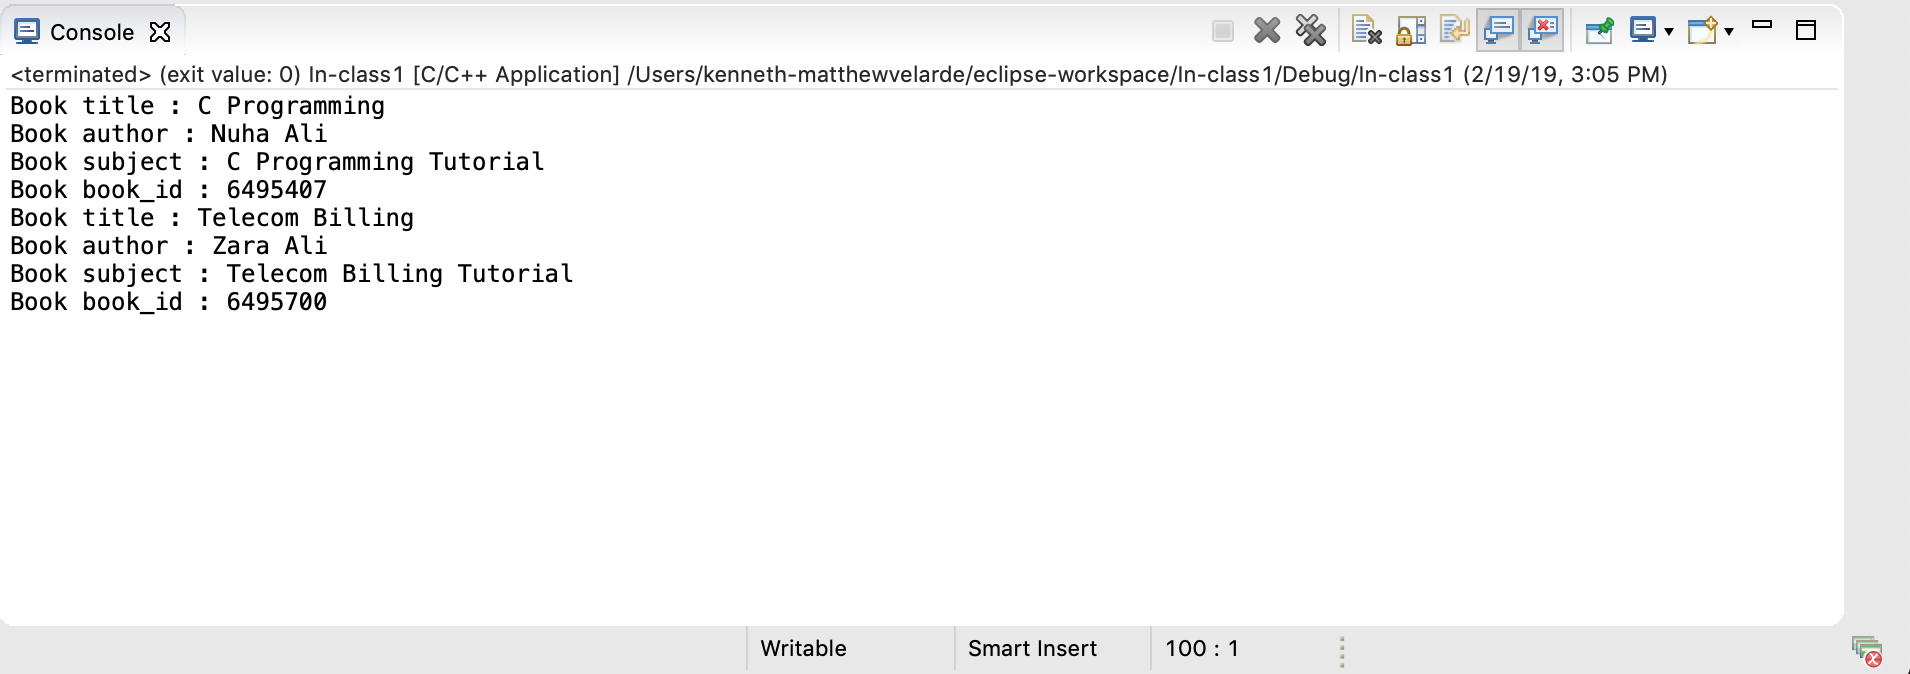 Console
<terminated> (exit value: 0) In-class1 [C/C++ Application] /Users/kenneth-matthewvelarde/eclipse-workspace/In-class1/Debug/In-class1 (2/19/19, 3:05 PM)
Book title : C Programming
Book author : Nuha Ali
Book subject : C Programming Tutorial
Book book_id : 6495407
Book title : Telecom Billing
Book author : Zara Ali
Book subject : Telecom Billing Tutorial
Book book_id : 6495700
Writable Smart Insert 100 : 1